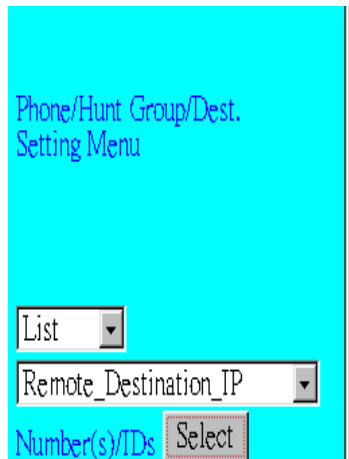 Phone/Hunt Group/Dest.
Setting Menu
List
Remote_Destination_IP
Number(s)/IDs Select